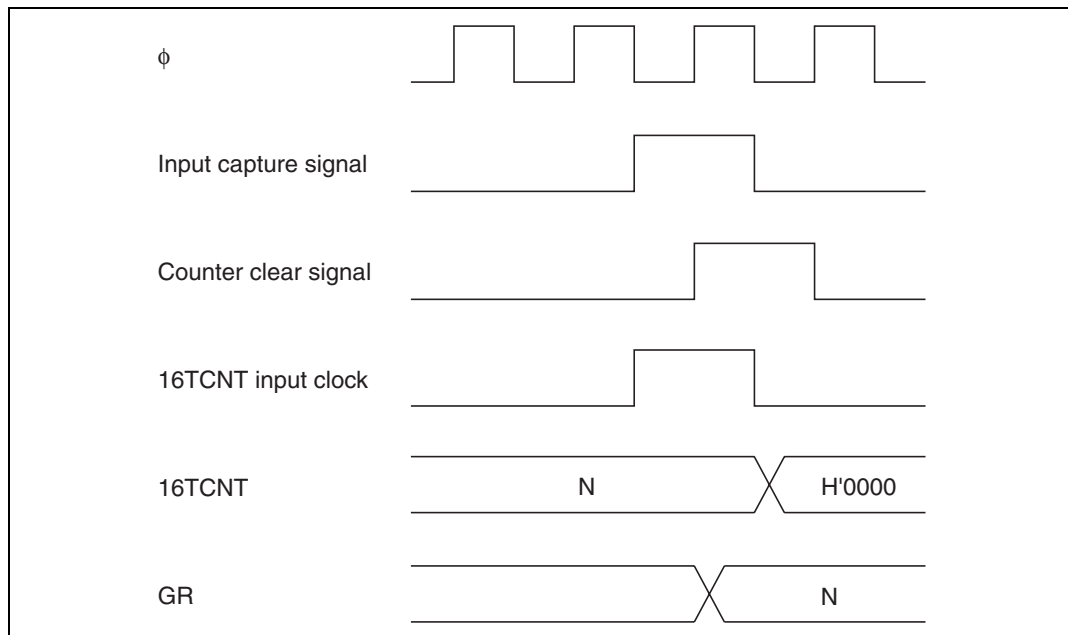 ϕ
Input capture signal
Counter clear signal
16TCNT input clock
16TCNT N H'0000
GR N